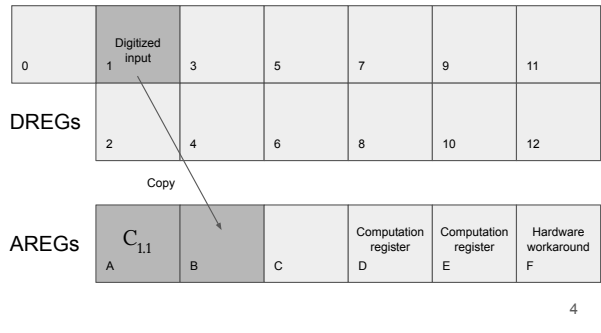 Digitized
input
0 1 3 5 7 9 11
DREGs
2 4 6 8 10 12
Copy
AREGs
C1.1
Computation
register
Computation
register
Hardware
workaround
A B C D E F
4